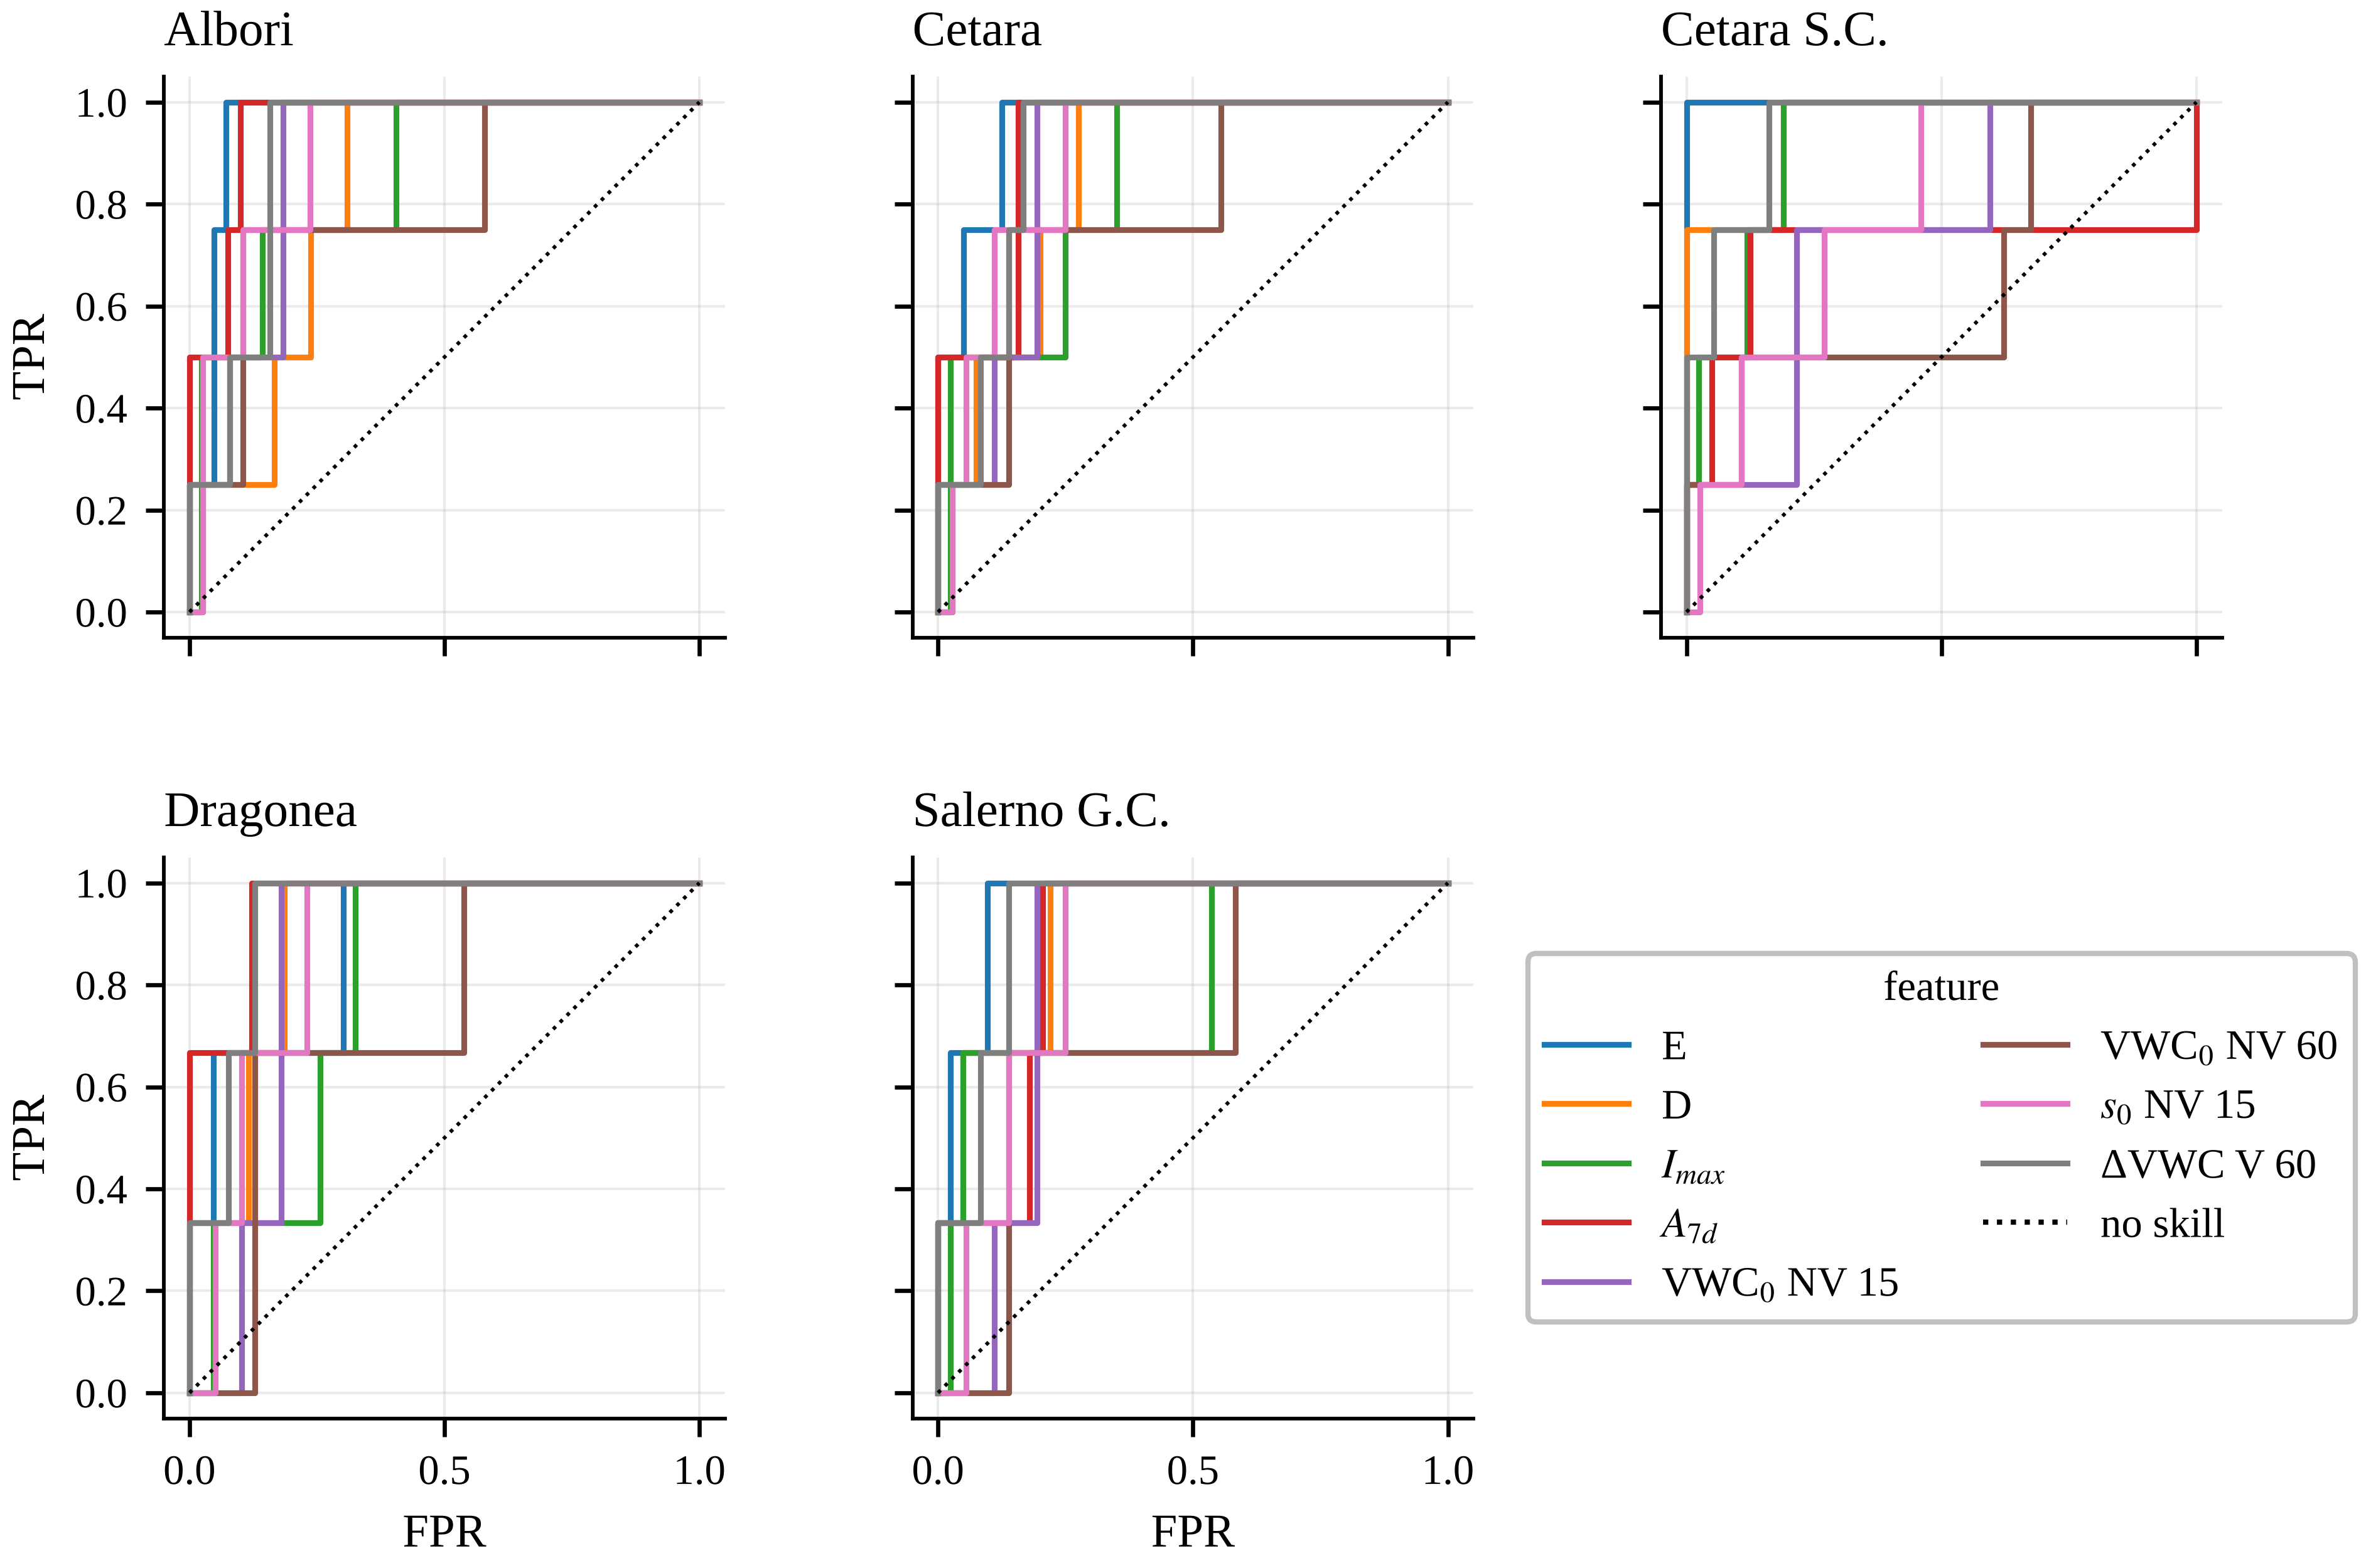 Albori
Cetara
Cetara S.C.
TPR
1.0
0.8
0.6
0.4
0.2
0.0
Dragonea
Salerno G.C.
TPR
1.0
0.8
0.6
0.4
0.2
0.0
0.0 0.5 1.0
FPR
0.0 0.5 1.0
FPR
feature
E
D
I_max
A_7d
VWC₀ NV 15
VWC₀ NV 60
s₀ NV 15
ΔVWC V 60
no skill